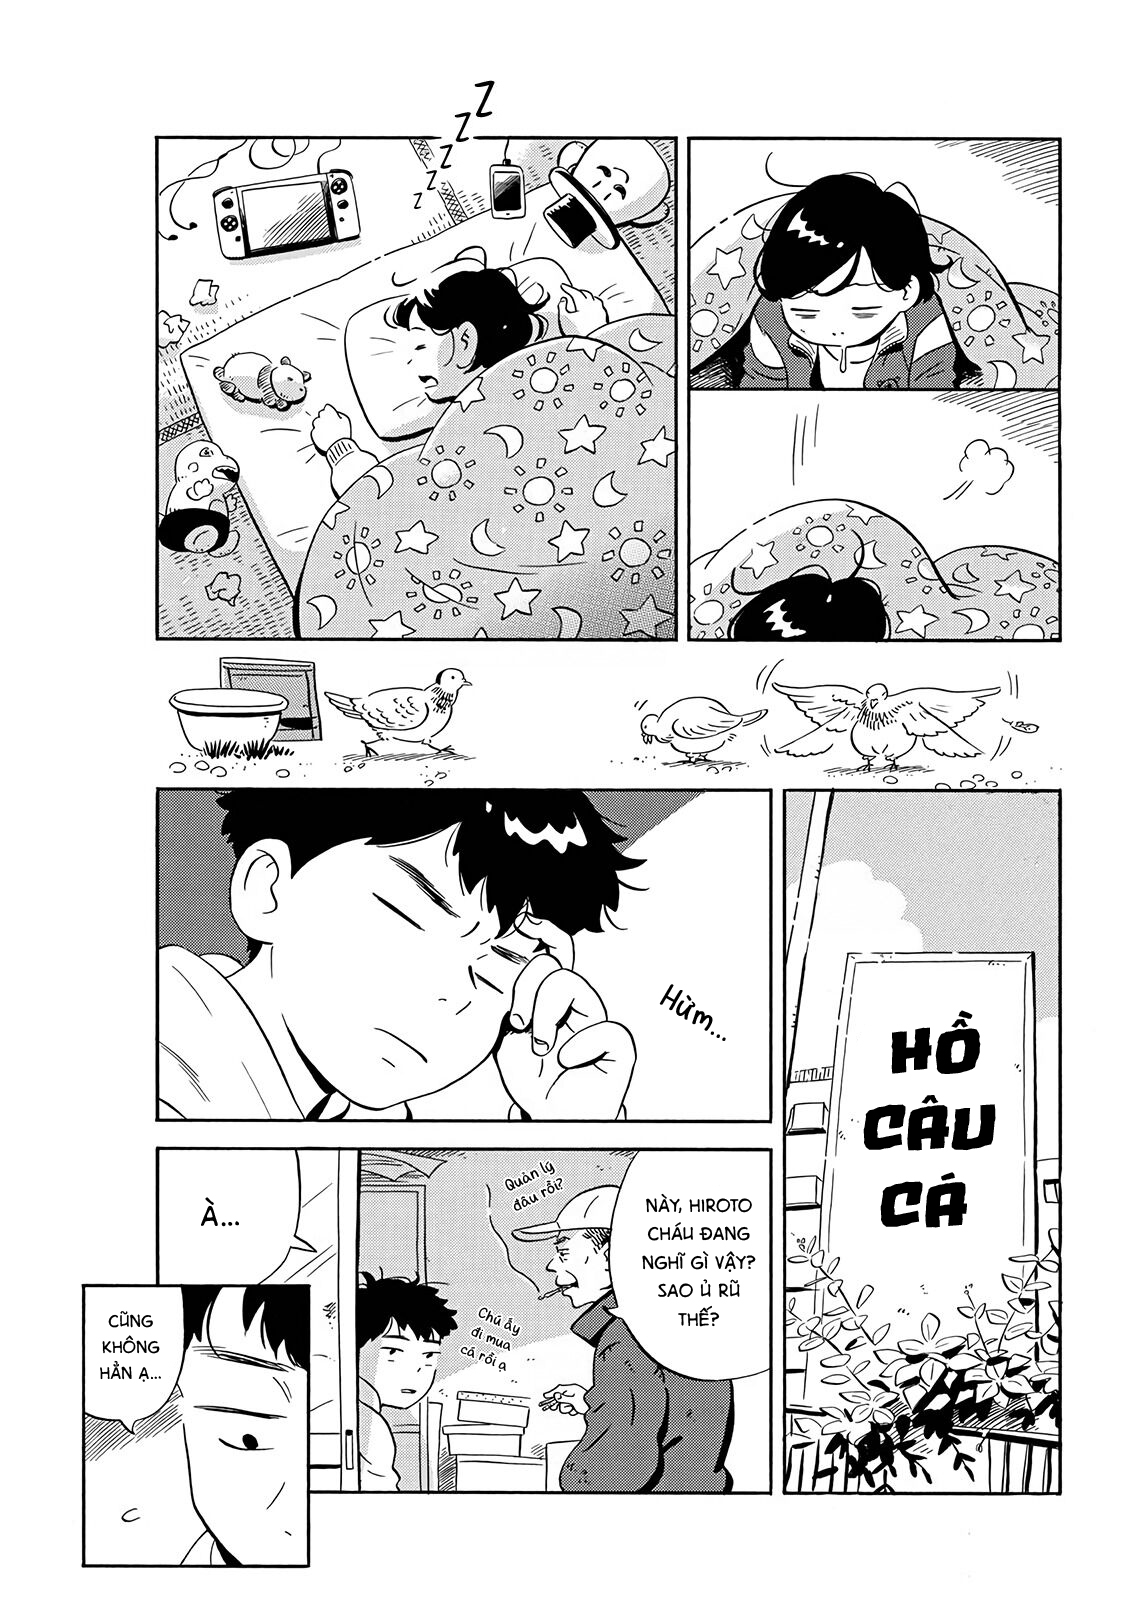 Z
Z
Z
Z
Z
HỒ
CÂU
CÁ
Hừm...
NÀY, HIROTO
CHÁU ĐANG
NGHĨ GÌ VẬY?
SAO Ủ RŨ
THẾ?
Quản lý
đâu rồi?
Chú ấy
đi mua
cá rồi ạ
À...
CŨNG
KHÔNG
HẲN Ạ...